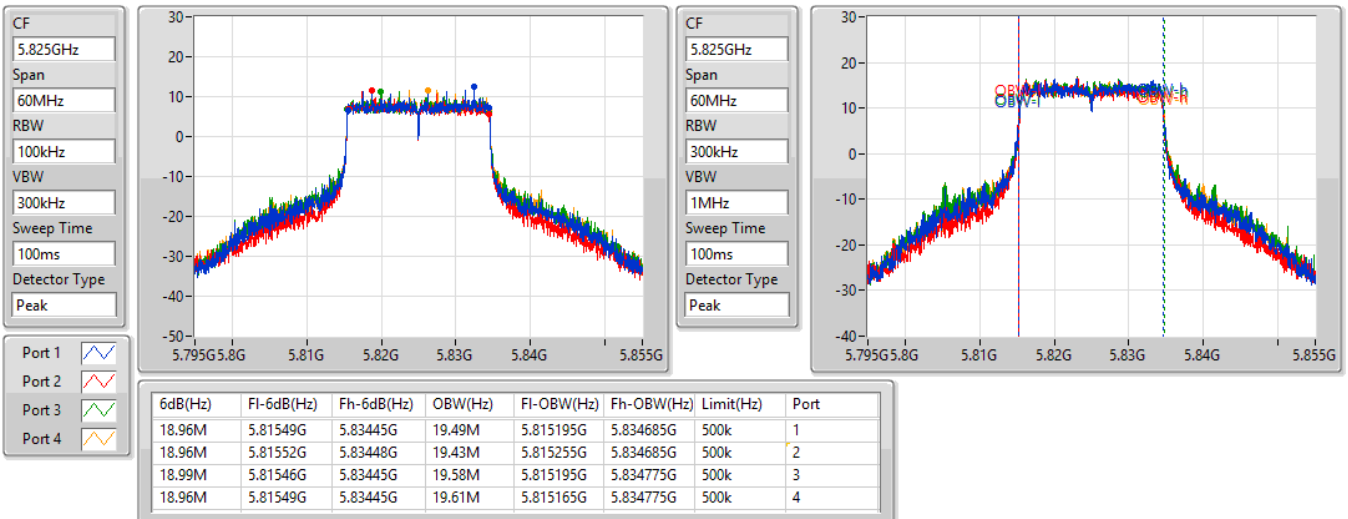 CF
5.825GHz
Span
60MHz
RBW
100kHz
VBW
300kHz
Sweep Time
100ms
Detector Type
Peak
30
20
10
0
-10
-20
-30
-40
-50
5.795G 5.8G 5.81G 5.82G 5.83G 5.84G 5.855G
CF
5.825GHz
Span
60MHz
RBW
300kHz
VBW
1MHz
Sweep Time
100ms
Detector Type
Peak
30
20
10
0
-10
-20
-30
-40
OBW-l
OBW-h
OBW-h
5.795G 5.8G 5.81G 5.82G 5.83G 5.84G 5.855G
Port 1
Port 2
Port 3
Port 4
6dB(Hz) Fl-6dB(Hz) Fh-6dB(Hz) OBW(Hz) Fl-OBW(Hz) Fh-OBW(Hz) Limit(Hz) Port
18.96M 5.81549G 5.83445G 19.49M 5.815195G 5.834685G 500k 1
18.96M 5.81552G 5.83448G 19.43M 5.815255G 5.834685G 500k 2
18.99M 5.81546G 5.83445G 19.58M 5.815195G 5.834775G 500k 3
18.96M 5.81549G 5.83445G 19.61M 5.815165G 5.834775G 500k 4